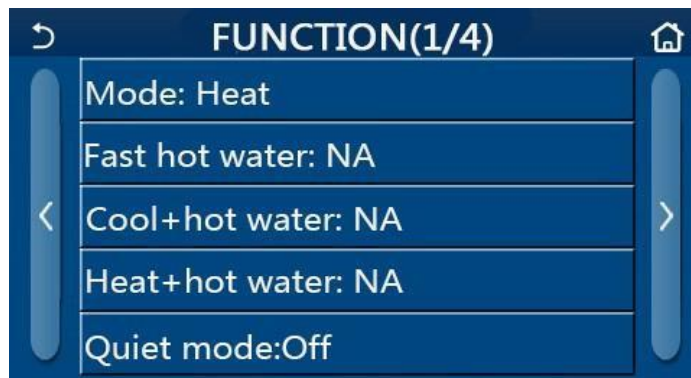 FUNCTION(1/4)
Mode: Heat
Fast hot water: NA
Cool+hot water: NA
Heat+hot water: NA
Quiet mode:Off